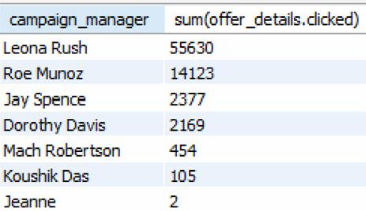 campaign_manager sum(offer_details.clicked)
Leona Rush 55630
Roe Munoz 14123
Jay Spence 2377
Dorothy Davis 2169
Mach Robertson 454
Koushik Das 105
Jeanne 2